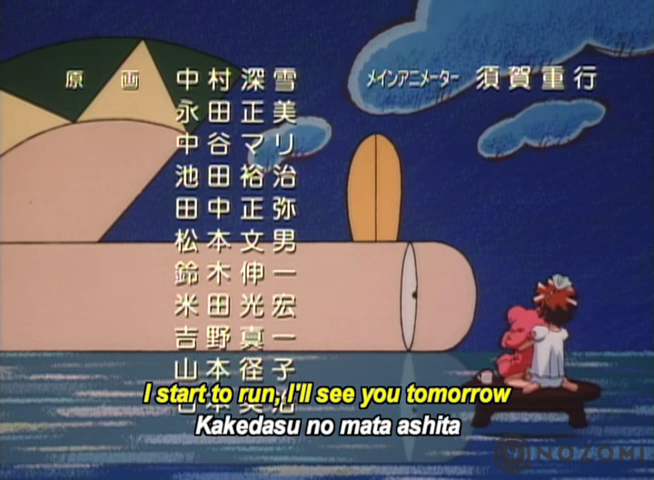 原画 中村深雪 メインアニメーター 須賀重行
永田正美
中谷マリ
池田裕治
田中正弥
松本文男
鈴木伸一
米田光宏
吉野真一
山本径子
I start to run, I'll see you tomorrow
Kakedasu no mata ashita
NOZOMI